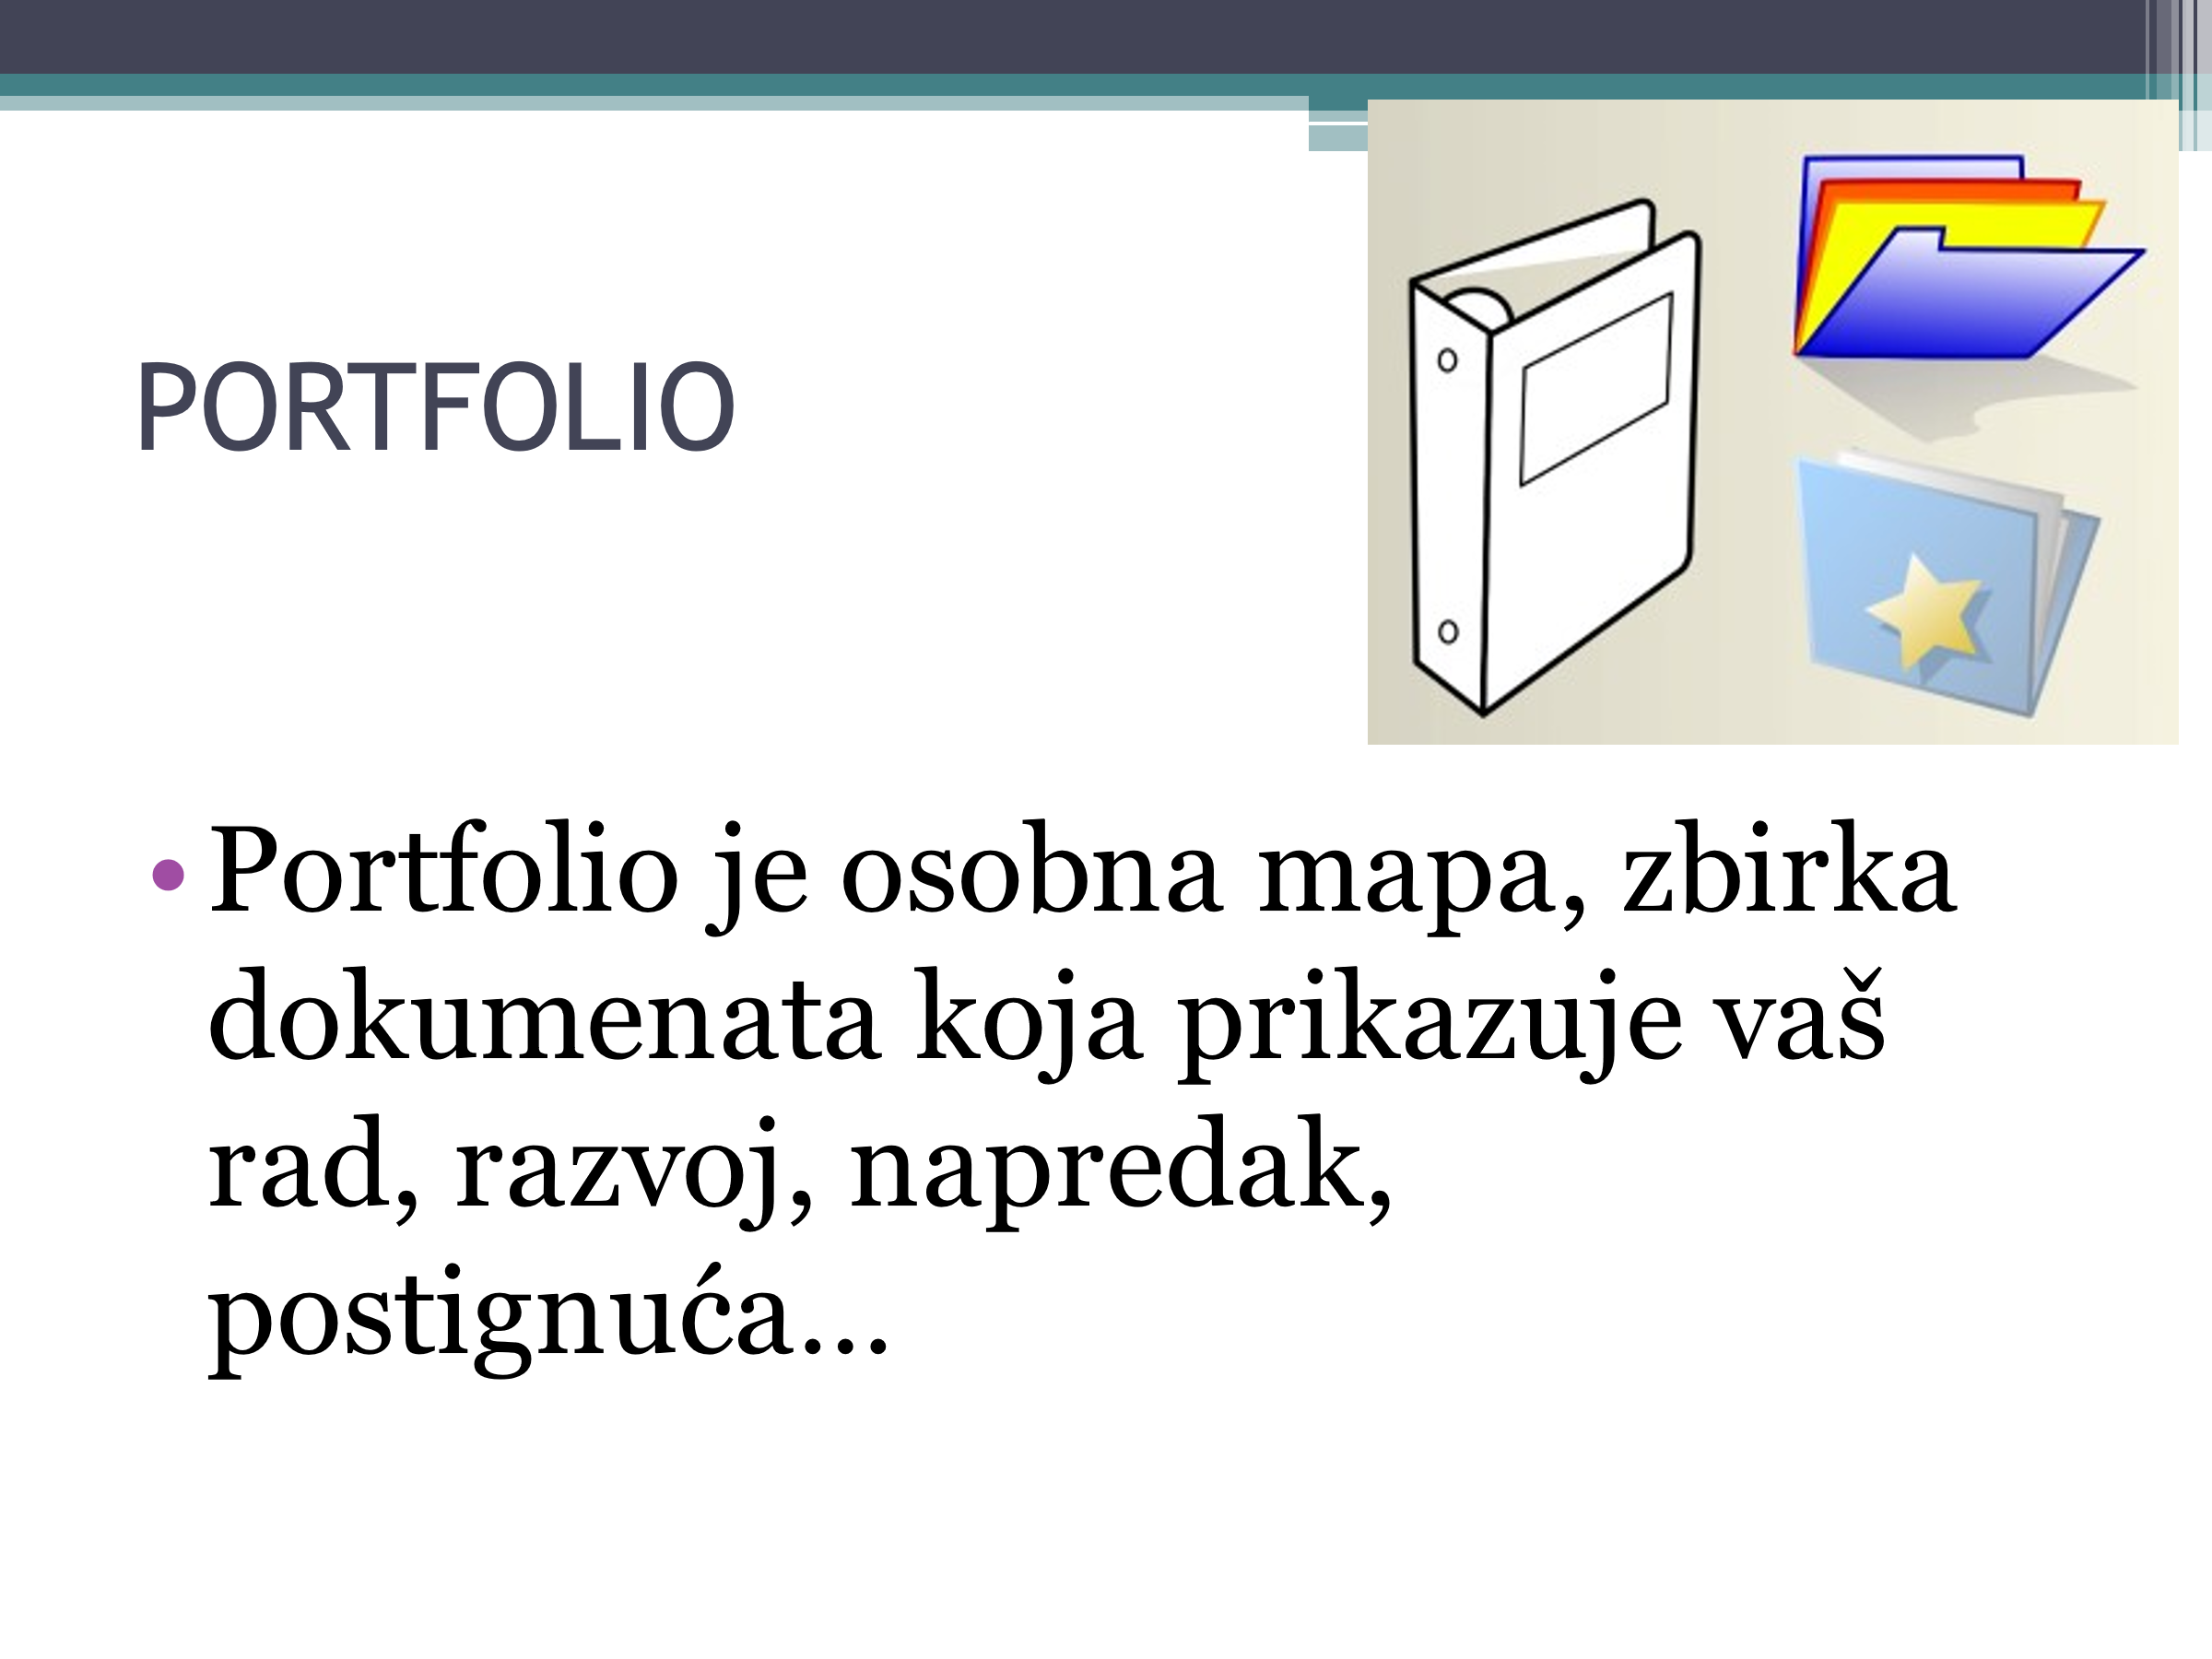 PORTFOLIO
• Portfolio je osobna mapa, zbirka
dokumenata koja prikazuje vaš
rad, razvoj, napredak,
postignuća...